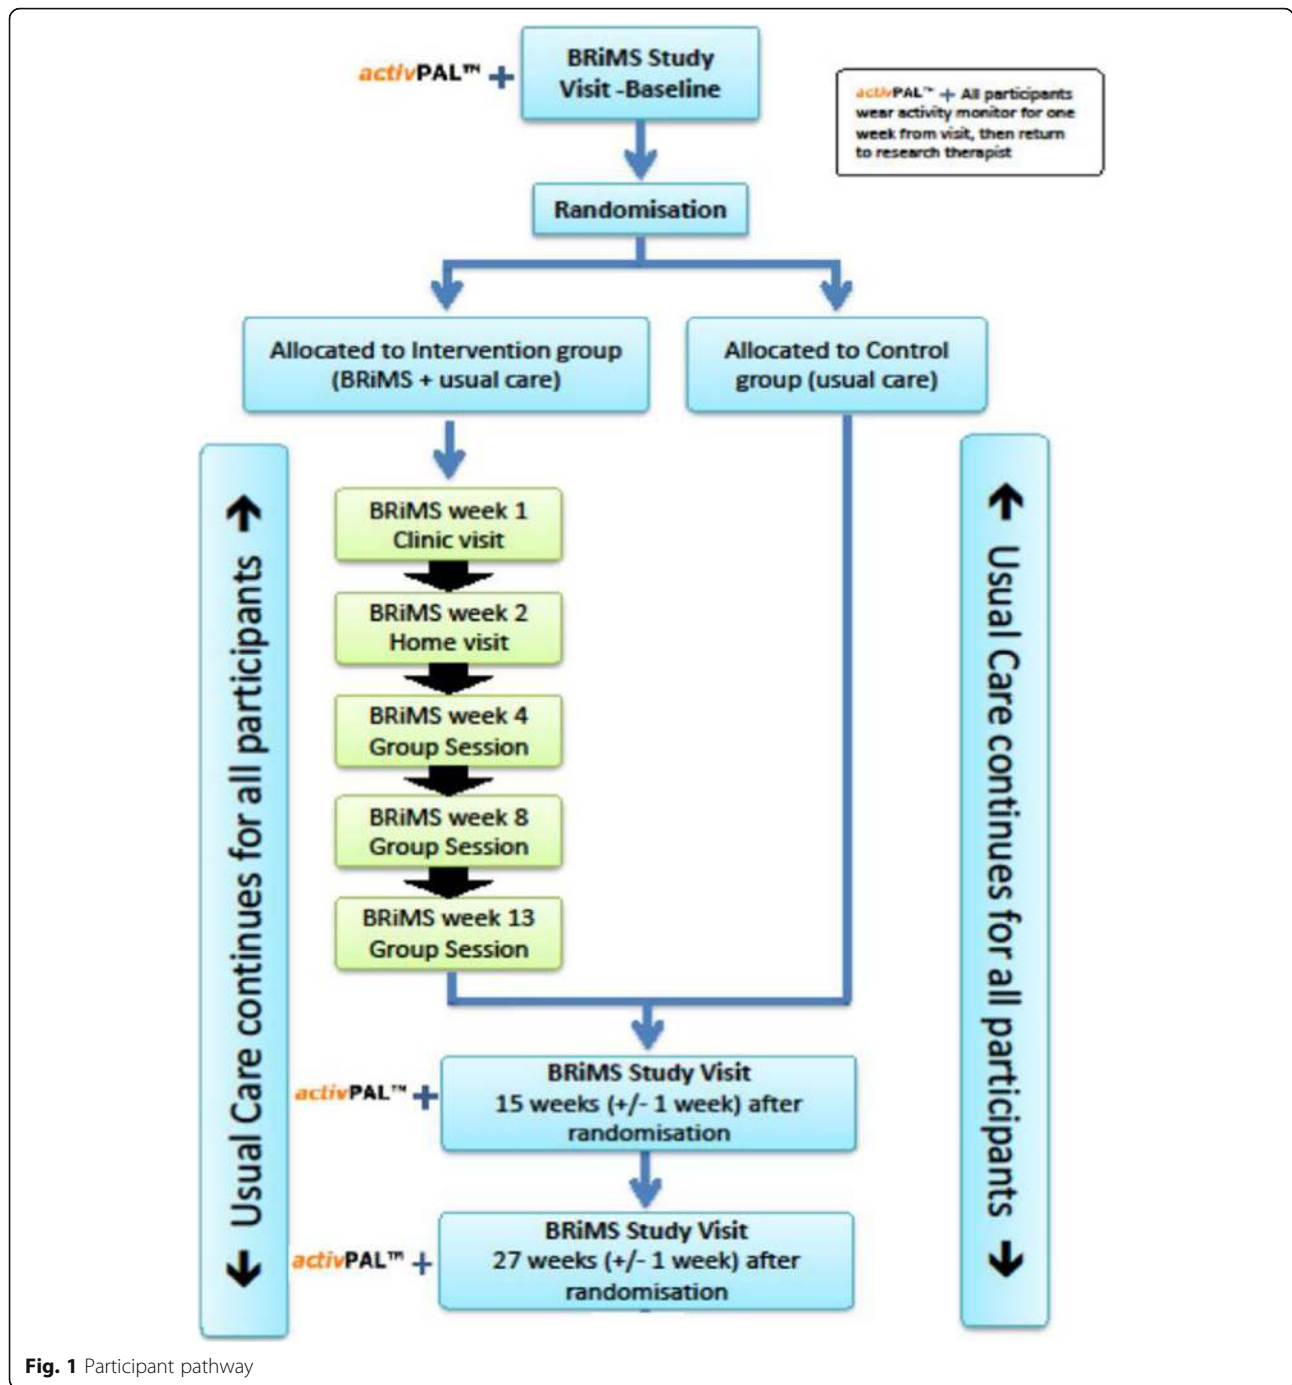 activPAL™ +
BRiMS Study
Visit -Baseline
activPAL™ + All participants
wear activity monitor for one
week from visit, then return
to research therapist
Randomisation
Allocated to Intervention group
(BRiMS + usual care)
Allocated to Control
group (usual care)
Usual Care continues for all participants
BRiMS week 1
Clinic visit
BRiMS week 2
Home visit
BRiMS week 4
Group Session
BRiMS week 8
Group Session
BRiMS week 13
Group Session
Usual Care continues for all participants
activPAL™ +
BRiMS Study Visit
15 weeks (+/- 1 week) after
randomisation
activPAL™ +
BRiMS Study Visit
27 weeks (+/- 1 week) after
randomisation
Fig. 1 Participant pathway